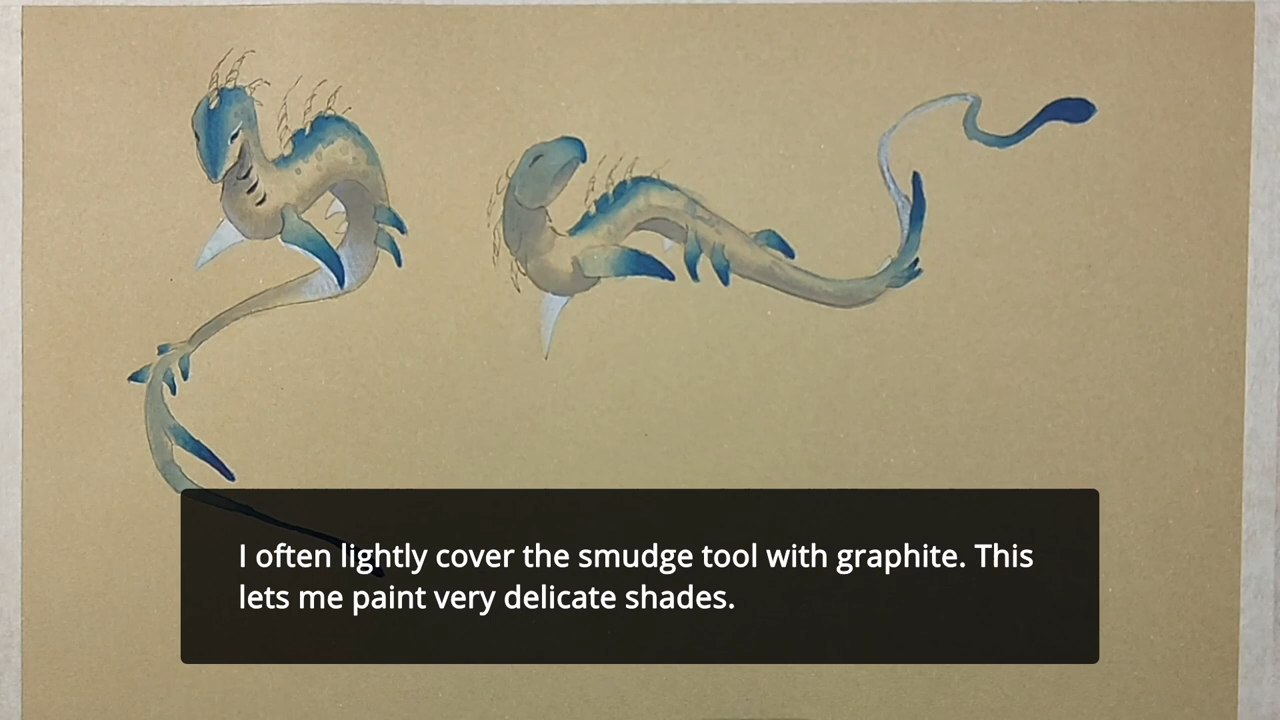 I often lightly cover the smudge tool with graphite. This
lets me paint very delicate shades.